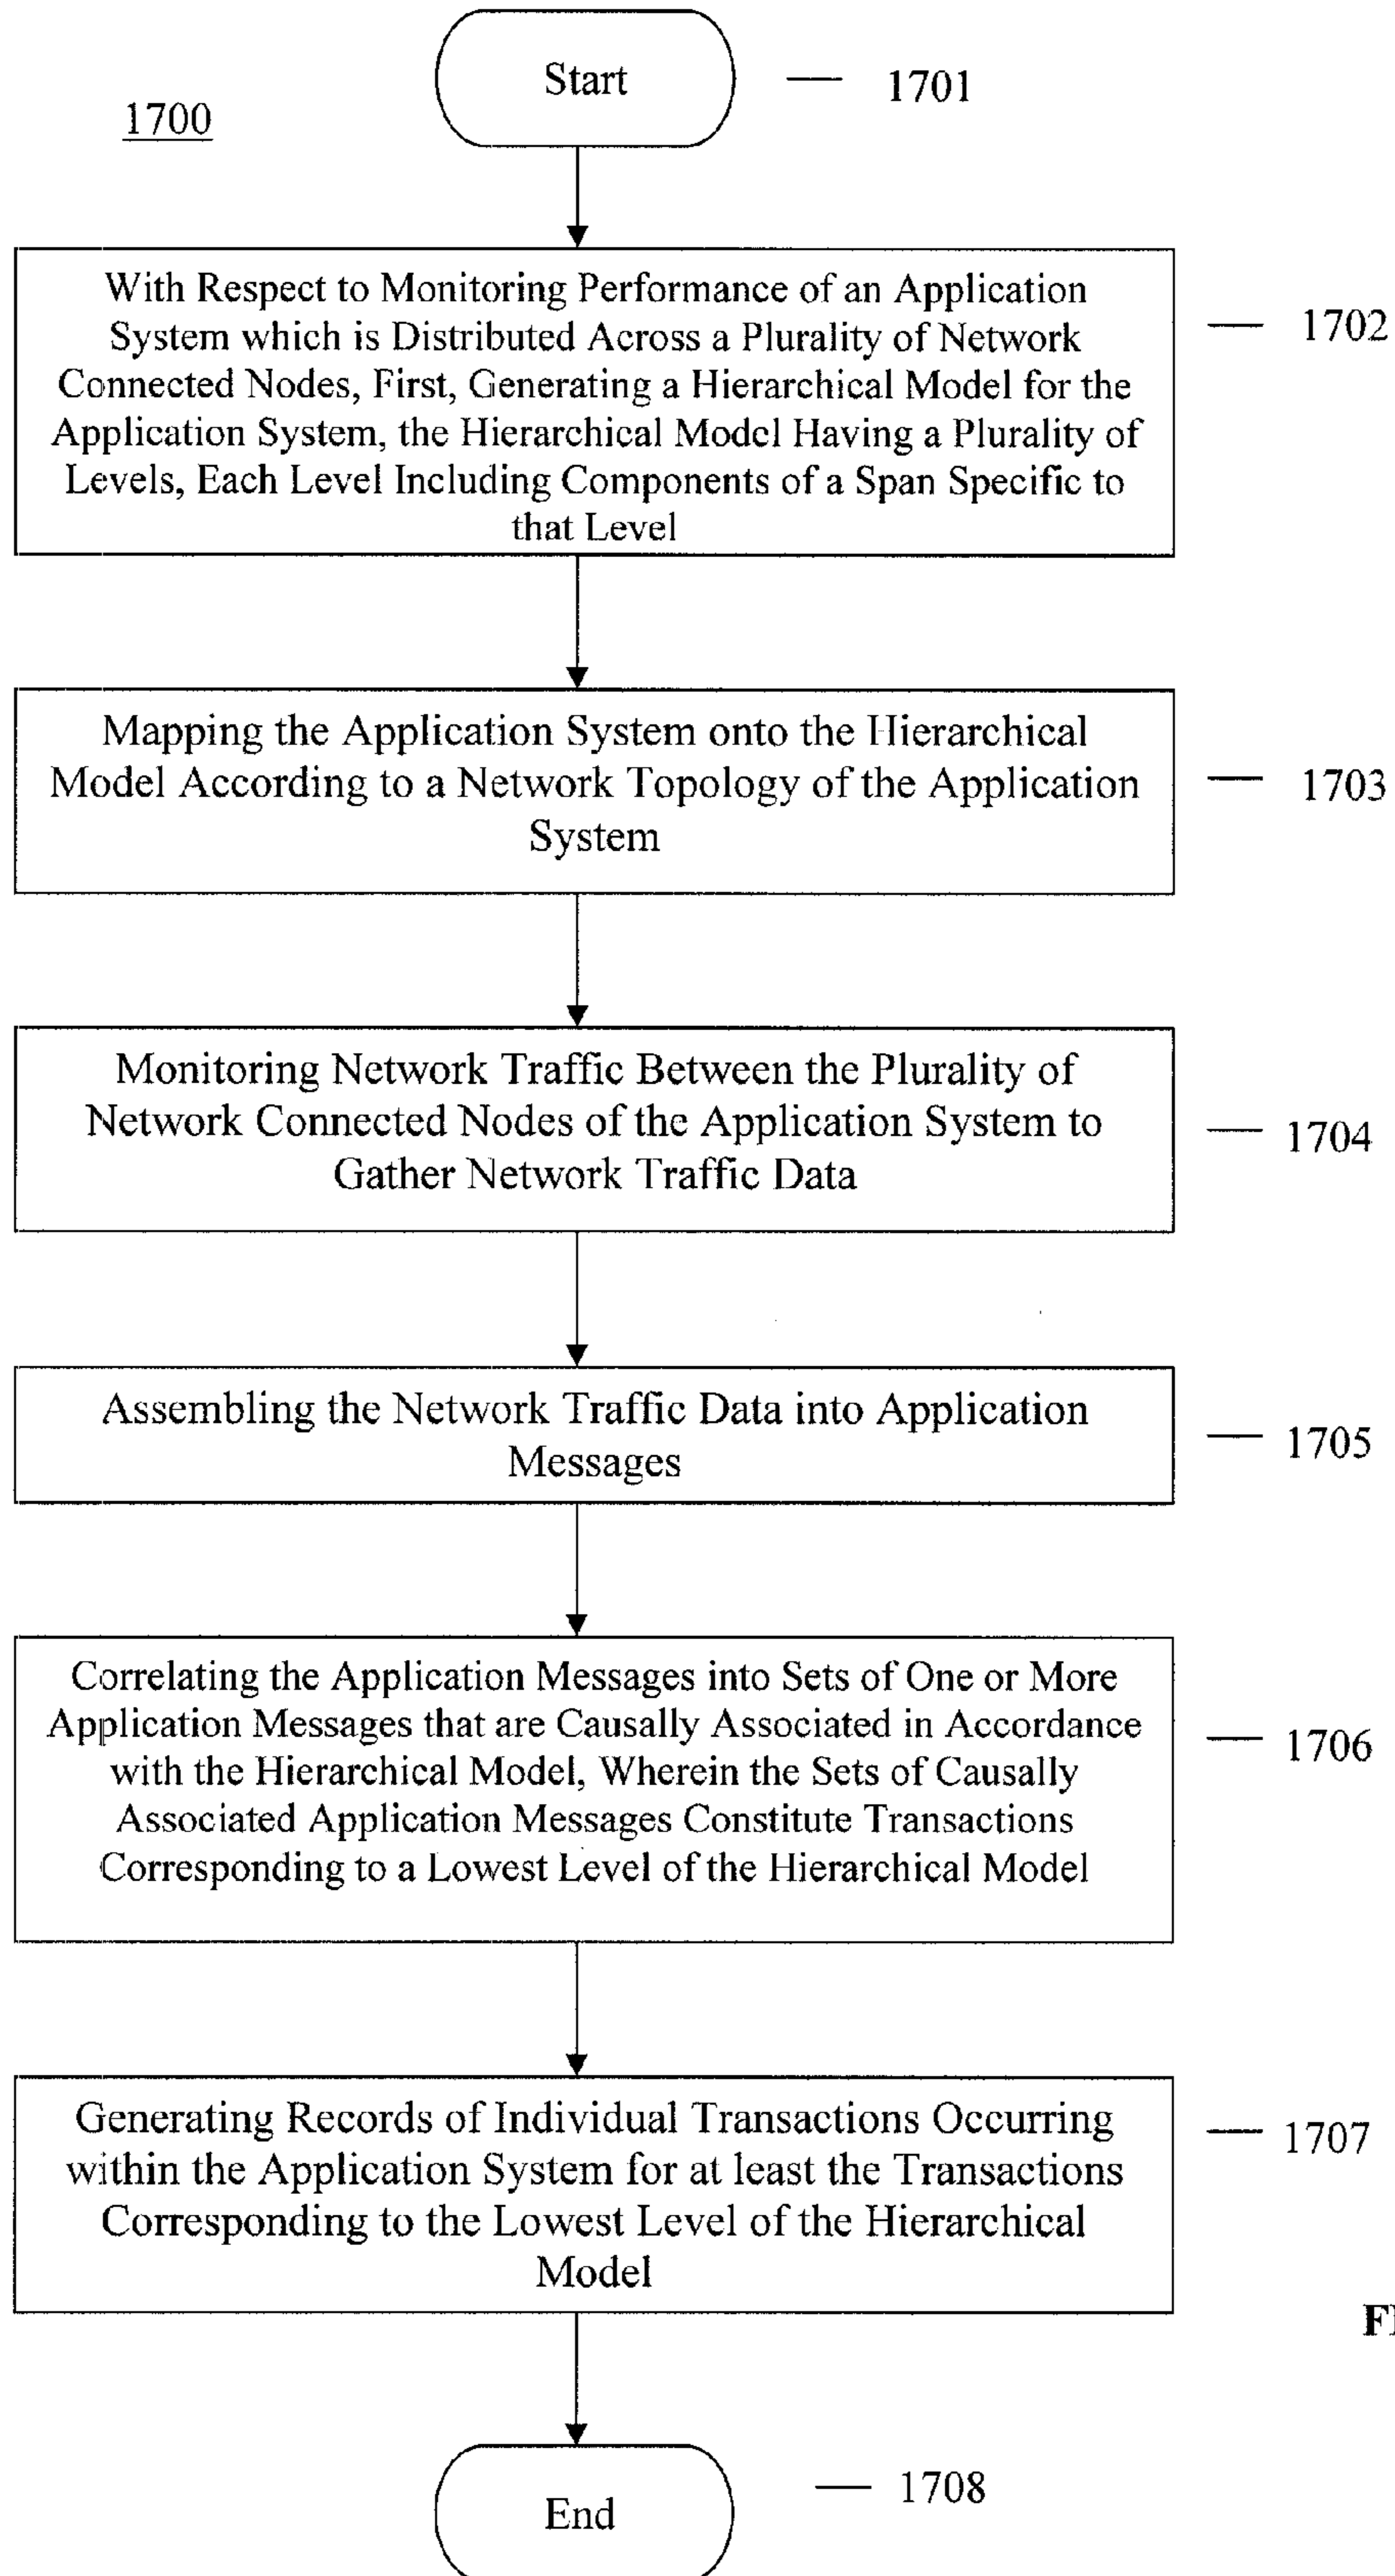 Start
1701
1700
With Respect to Monitoring Performance of an Application
System which is Distributed Across a Plurality of Network
Connected Nodes, First, Generating a Hierarchical Model for the
Application System, the Hierarchical Model Having a Plurality of
Levels, Each Level Including Components of a Span Specific to
that Level
1702
Mapping the Application System onto the Hierarchical
Model According to a Network Topology of the Application
System
1703
Monitoring Network Traffic Between the Plurality of
Network Connected Nodes of the Application System to
Gather Network Traffic Data
1704
Assembling the Network Traffic Data into Application
Messages
1705
Correlating the Application Messages into Sets of One or More
Application Messages that are Causally Associated in Accordance
with the Hierarchical Model, Wherein the Sets of Causally
Associated Application Messages Constitute Transactions
Corresponding to a Lowest Level of the Hierarchical Model
1706
Generating Records of Individual Transactions Occurring
within the Application System for at least the Transactions
Corresponding to the Lowest Level of the Hierarchical
Model
1707
End
1708